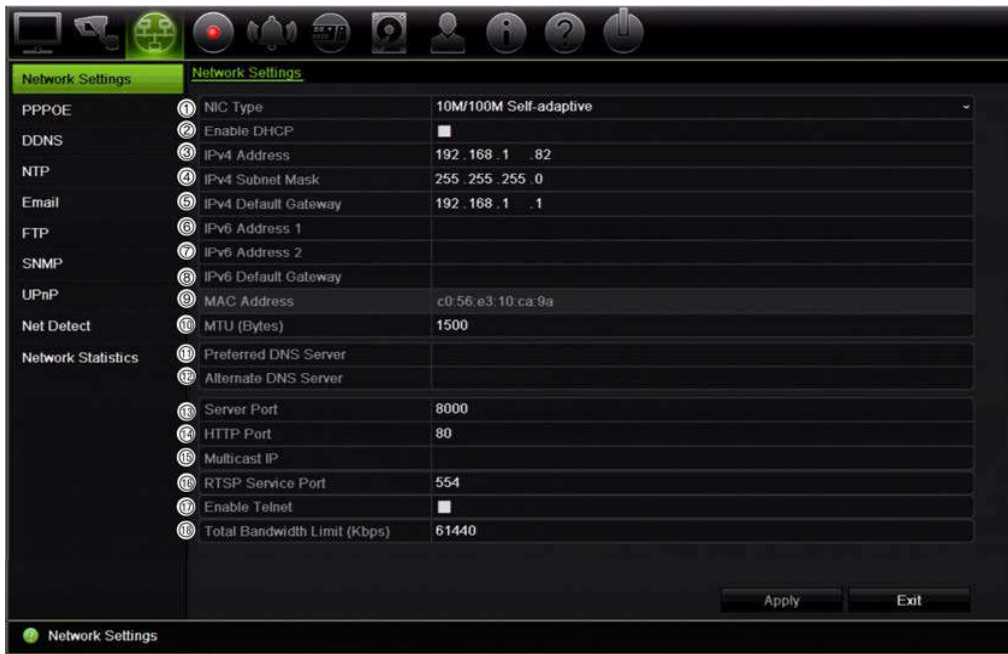 Network Settings
PPPOE
DDNS
NTP
Email
FTP
SNMP
UPnP
Net Detect
Network Statistics
Network Settings
① NIC Type 10M/100M Self-adaptive
② Enable DHCP
③ IPv4 Address 192 .168 .1 .82
④ IPv4 Subnet Mask 255 .255 .255 .0
⑤ IPv4 Default Gateway 192 .168 .1 .1
⑥ IPv6 Address 1
⑦ IPv6 Address 2
⑧ IPv6 Default Gateway
⑨ MAC Address c0:56:e3:10:ca:9a
⑩ MTU (Bytes) 1500
⑪ Preferred DNS Server
⑫ Alternate DNS Server
⑬ Server Port 8000
⑭ HTTP Port 80
⑮ Multicast IP
⑯ RTSP Service Port 554
⑰ Enable Telnet
⑱ Total Bandwidth Limit (Kbps) 61440
Apply Exit
Network Settings